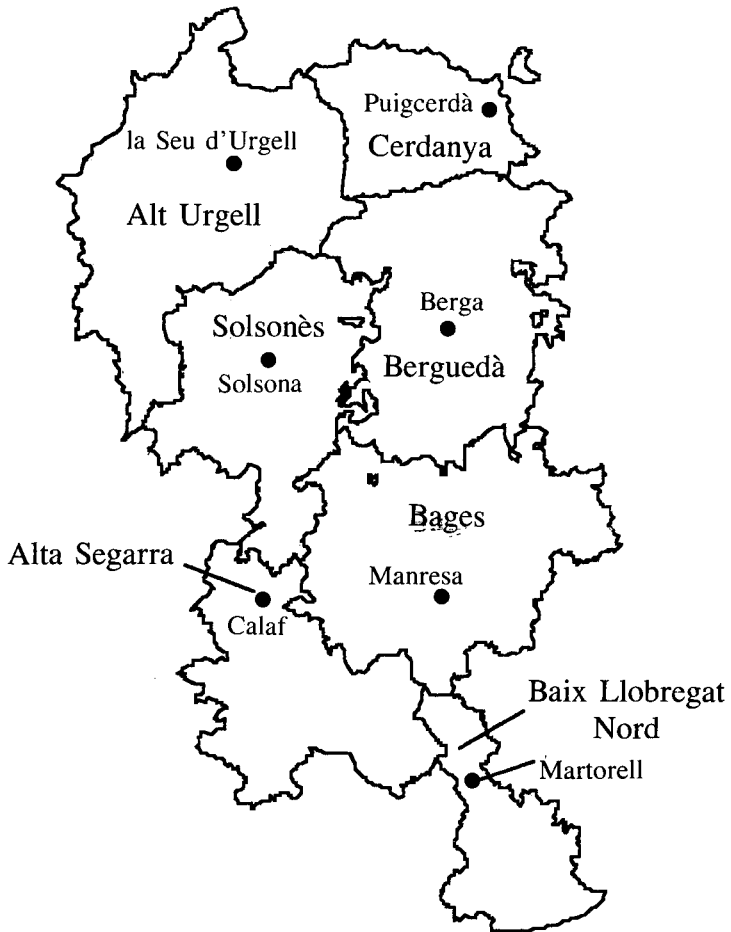 Puigcerdà
Cerdanya
la Seu d'Urgell
Alt Urgell
Berga
Berguedà
Solsonès
Solsona
Bages
Manresa
Alta Segarra
Calaf
Baix Llobregat
Nord
Martorell